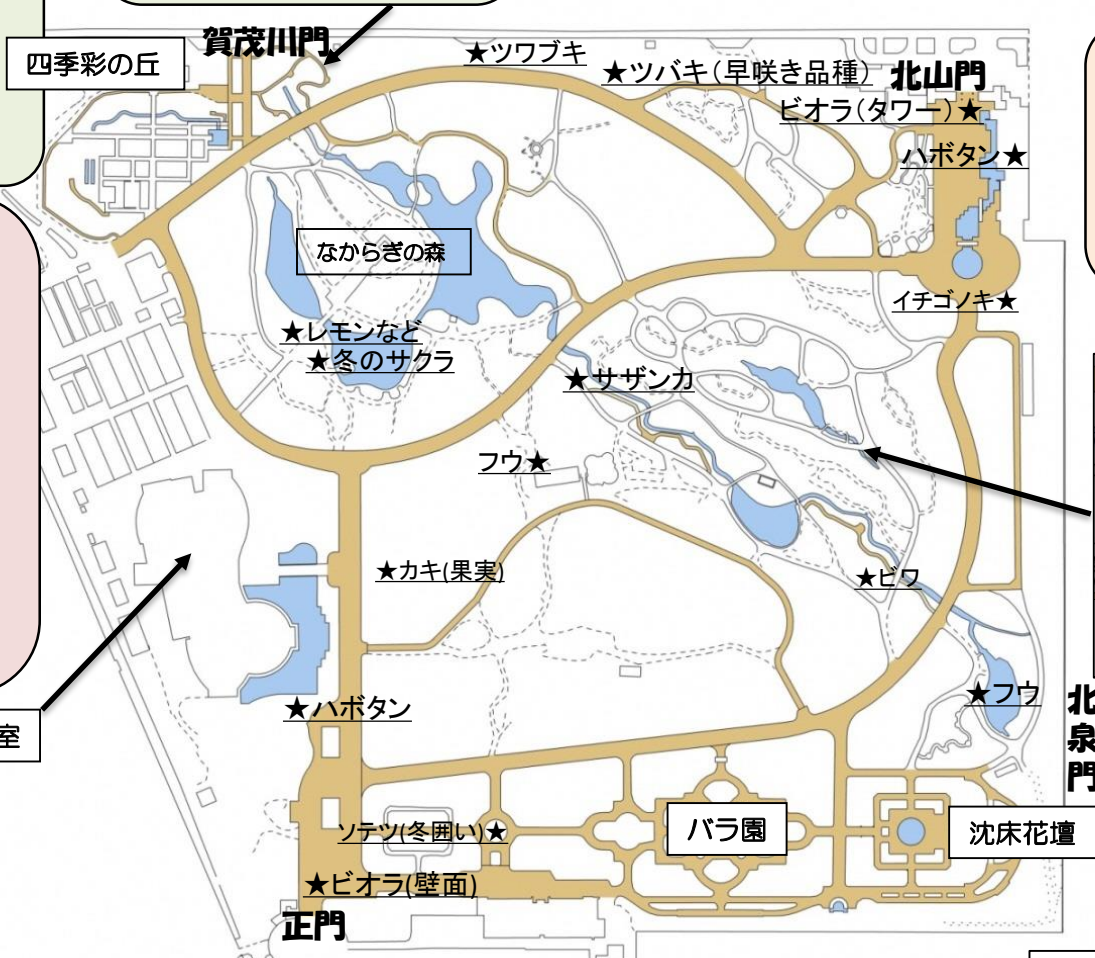 賀茂川門
四季彩の丘
★ツワブキ
★ツバキ(早咲き品種)
北山門
ビオラ(タワー)★
ハボタン★
なからぎの森
イチゴノキ★
★レモンなど
★冬のサクラ
★サザンカ
フウ★
★カキ(果実)
★ビワ
★フウ
北
泉
門
★ハボタン
室
ソテツ(冬囲い)★
バラ園
沈床花壇
★ビオラ(壁面)
正門